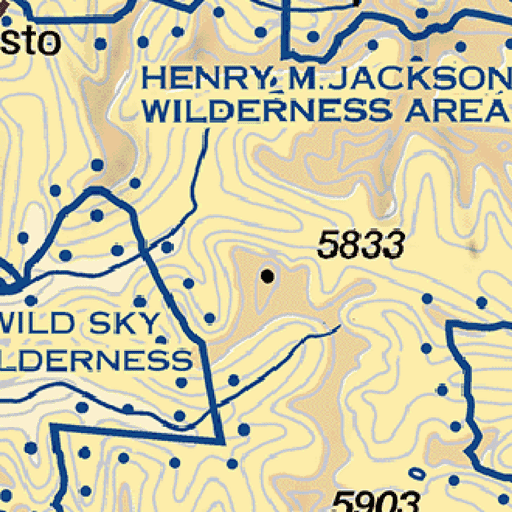 sto
HENRY M. JACKSON
WILDERNESS AREA
5833
WILD SKY
LDERNESS
5903